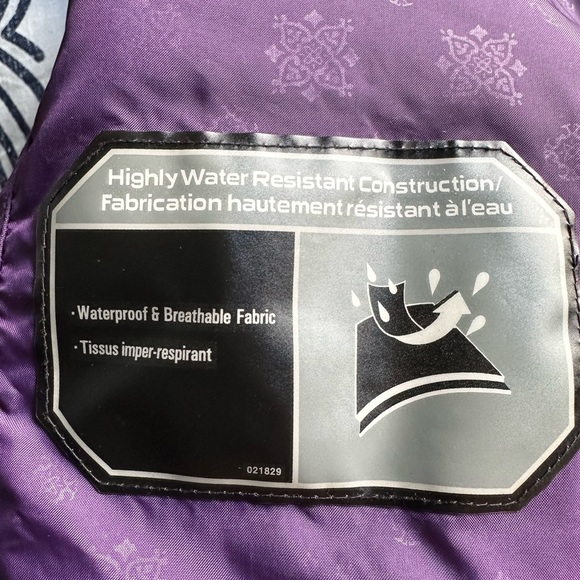 Highly Water Resistant Construction/
Fabrication hautement résistant à l'eau
· Waterproof & Breathable Fabric
· Tissus imper-respirant
021829